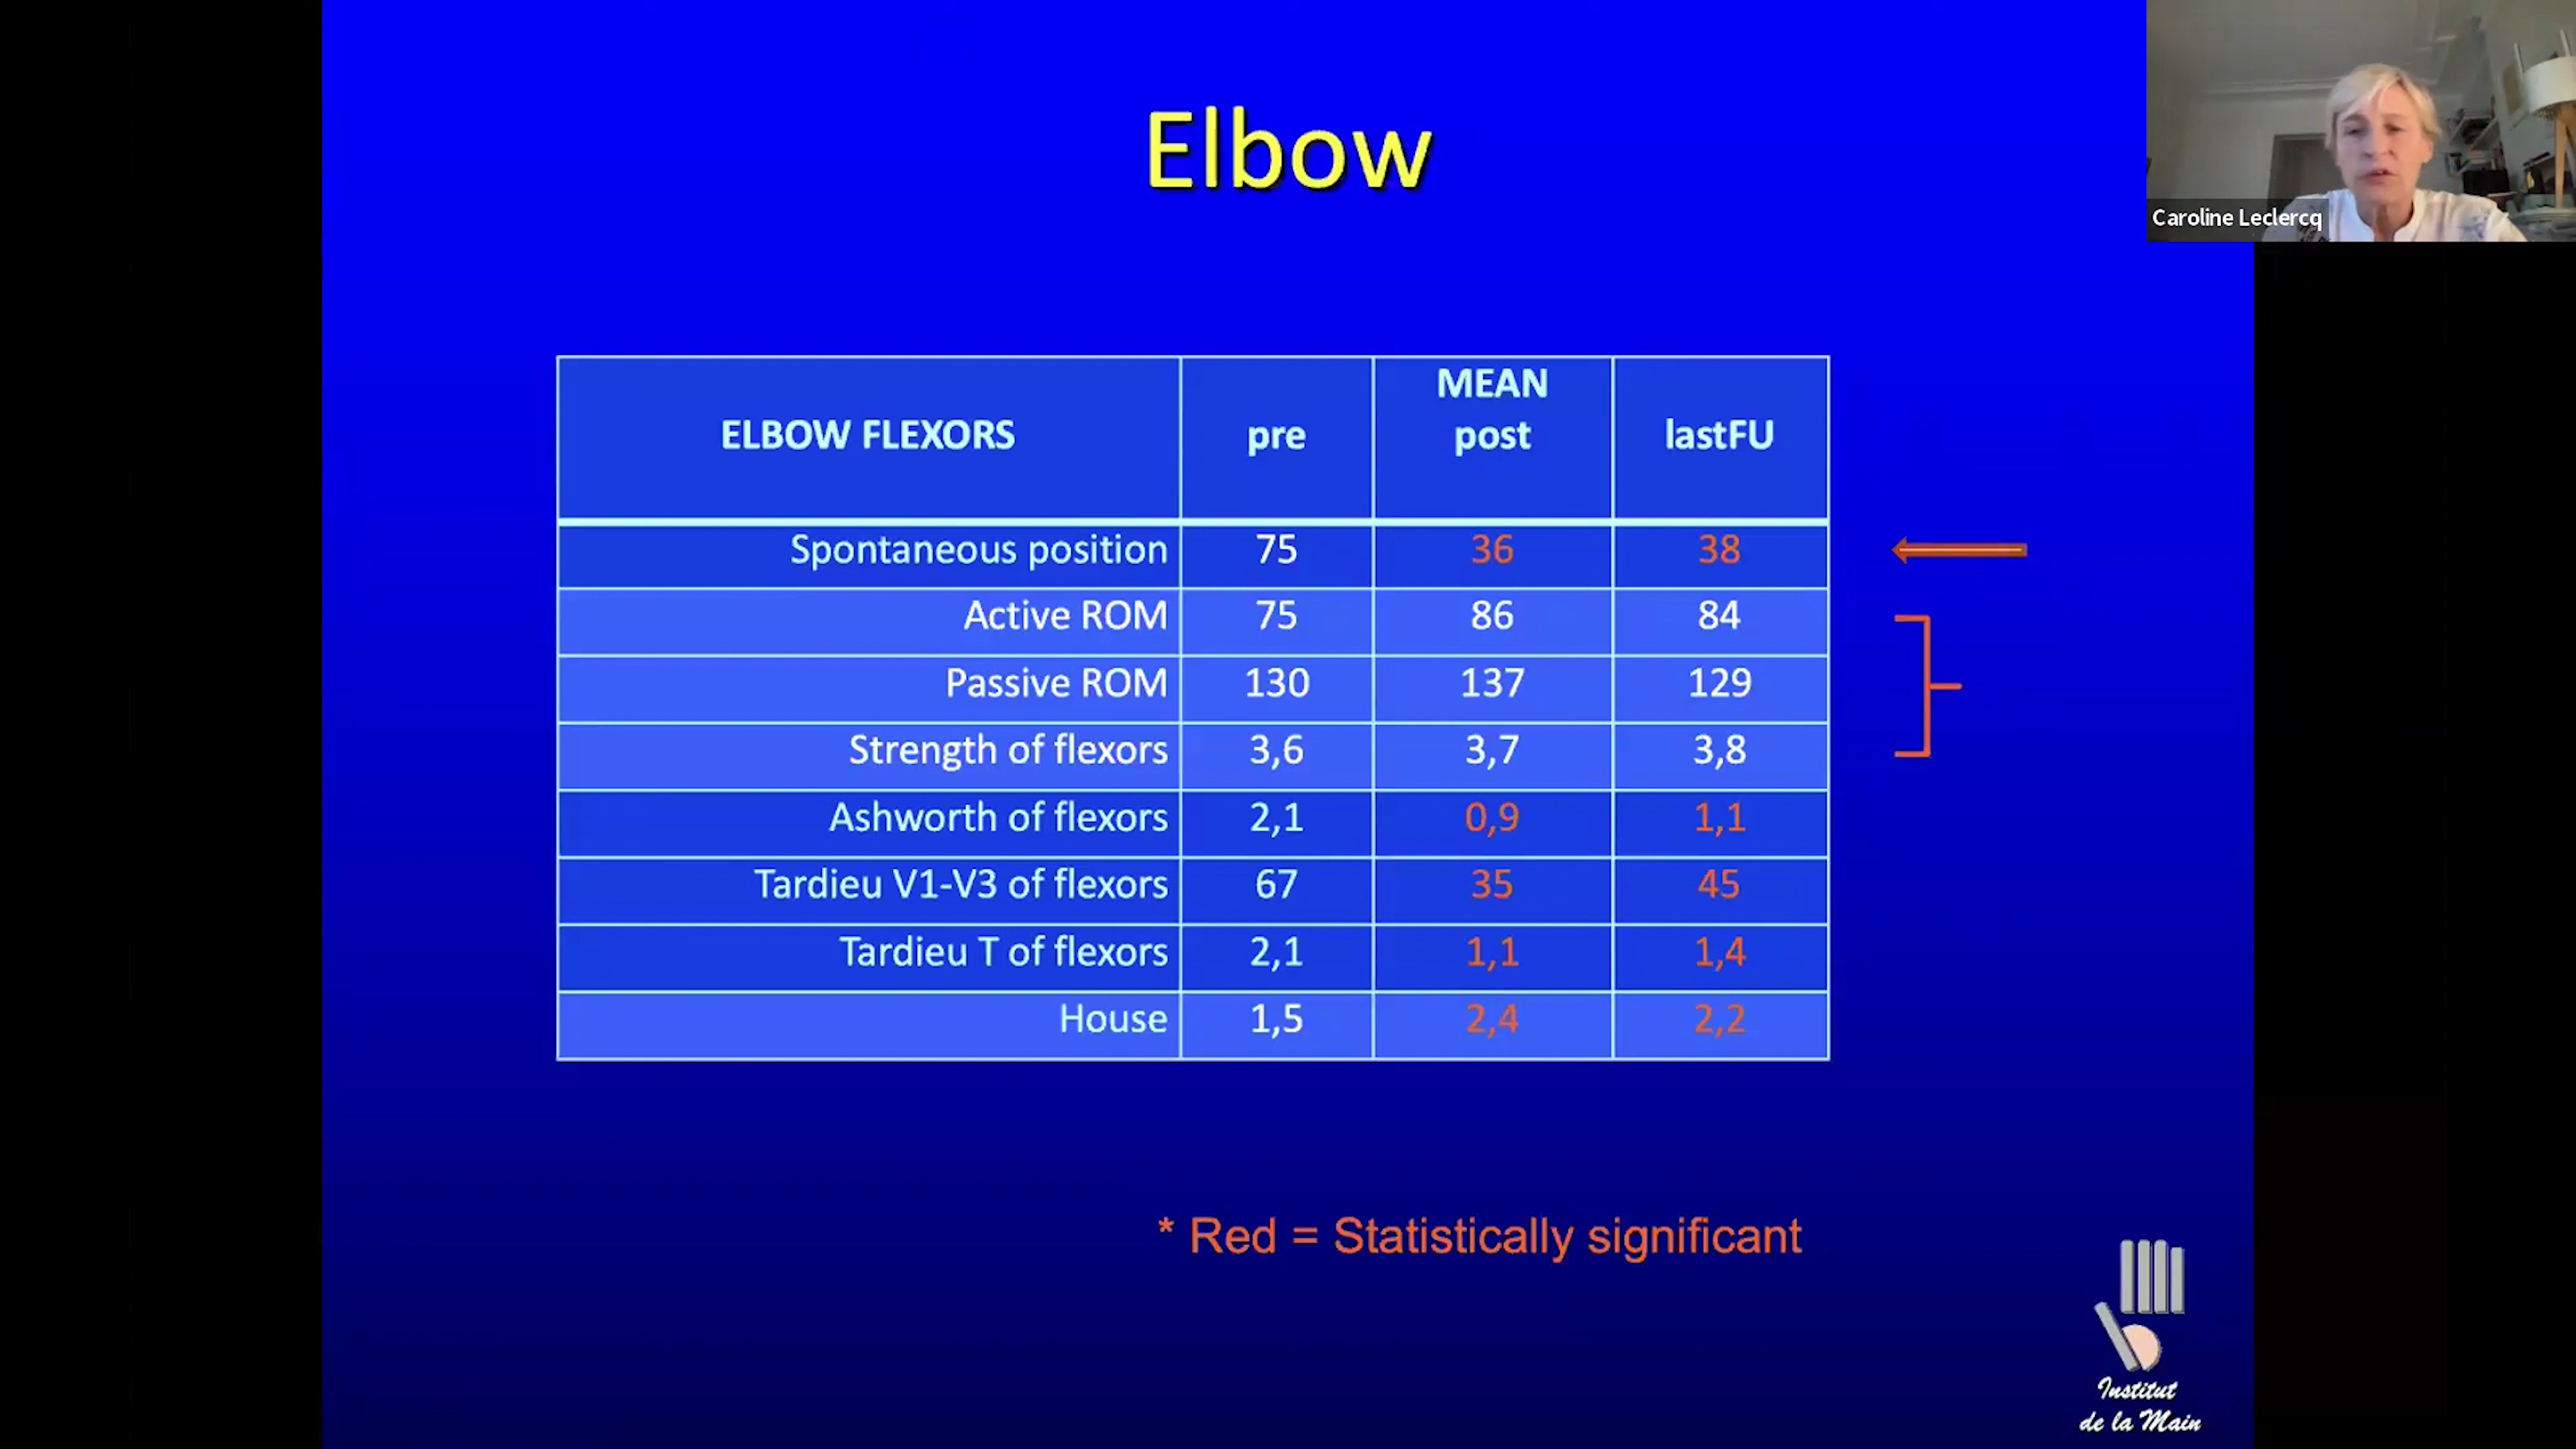 Elbow
Caroline Leclercq
ELBOW FLEXORS pre MEAN post lastFU
Spontaneous position 75 36 38
Active ROM 75 86 84
Passive ROM 130 137 129
Strength of flexors 3,6 3,7 3,8
Ashworth of flexors 2,1 0,9 1,1
Tardieu V1-V3 of flexors 67 35 45
Tardieu T of flexors 2,1 1,1 1,4
House 1,5 2,4 2,2
* Red = Statistically significant
Institut
de la Main